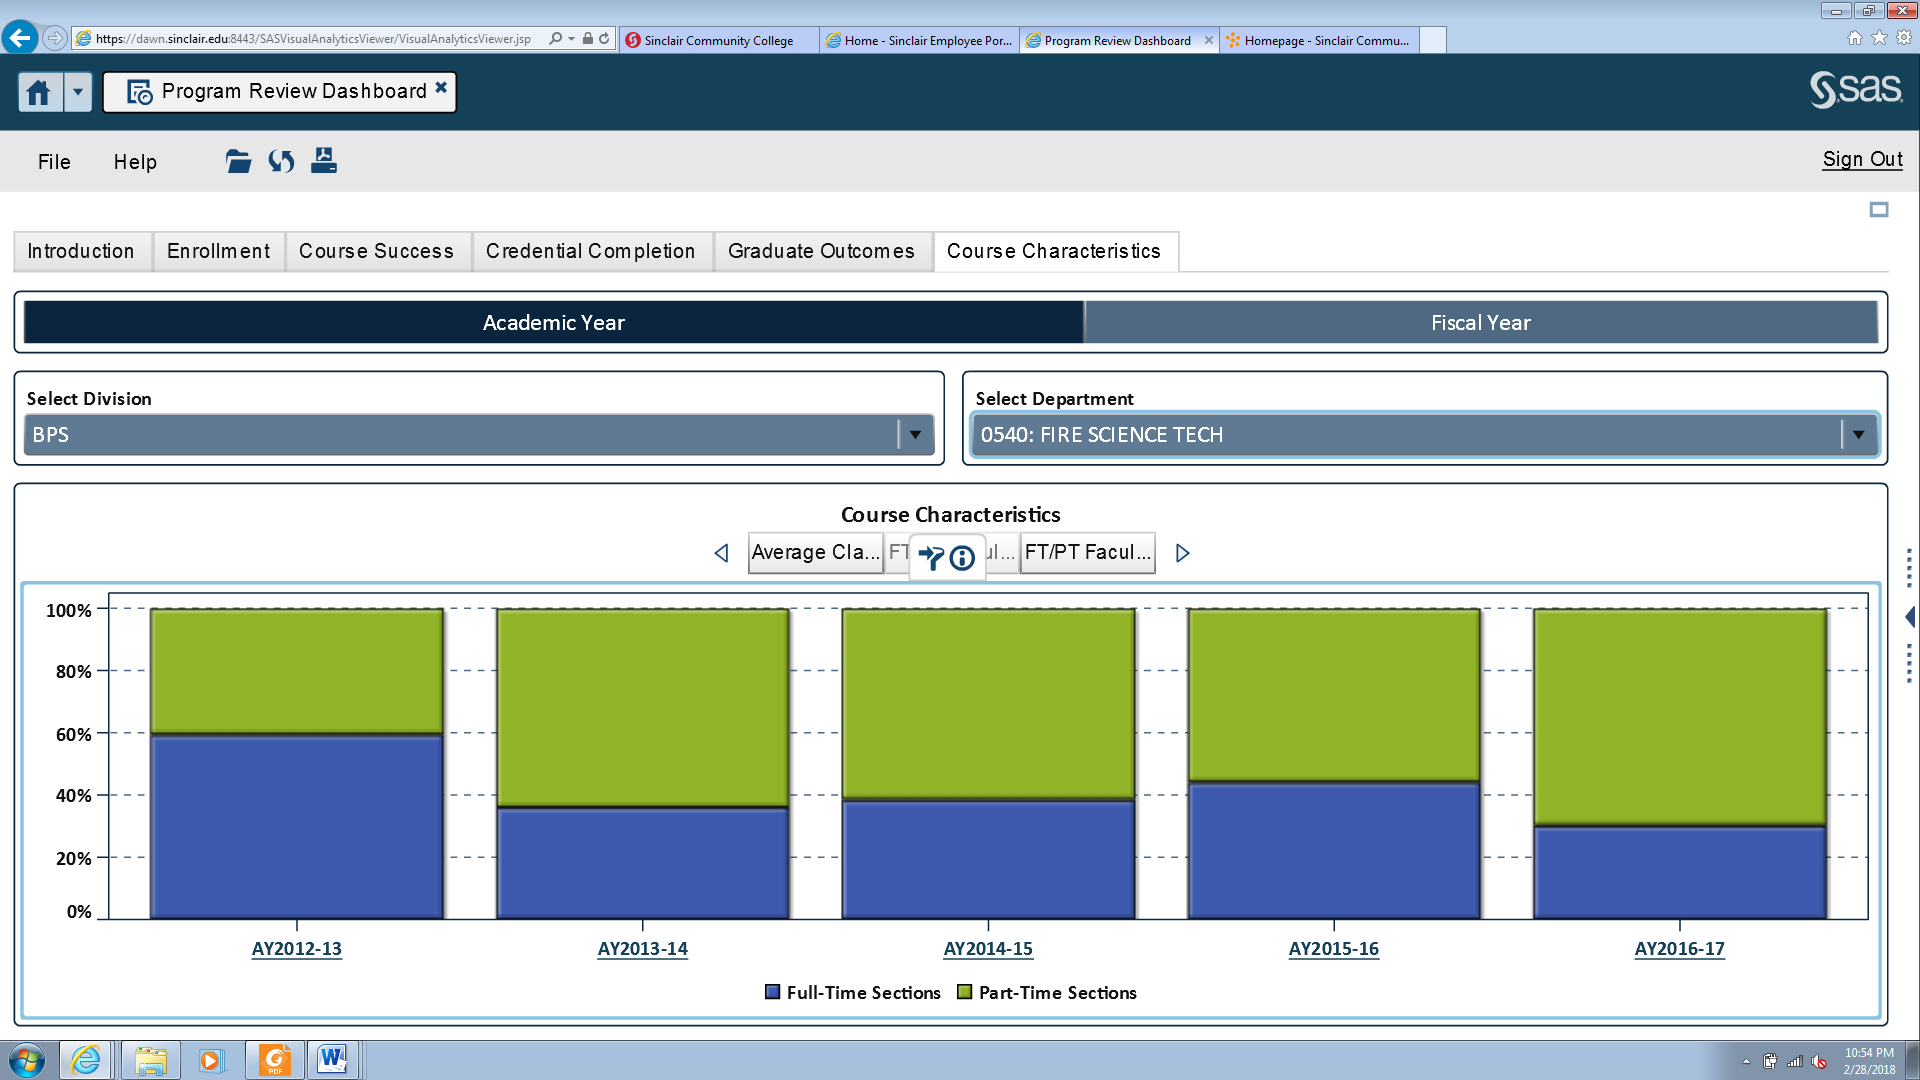 https://dawn.sinclair.edu:8443/SASVisualAnalyticsViewer/VisualAnalyticsViewer.jsp
Sinclair Community College
Home - Sinclair Employee Por...
Program Review Dashboard
Homepage - Sinclair Commu...
Program Review Dashboard
sas
File Help
Sign Out
Introduction Enrollment Course Success Credential Completion Graduate Outcomes Course Characteristics
Academic Year Fiscal Year
Select Division
BPS
Select Department
0540: FIRE SCIENCE TECH
Course Characteristics
Average Cla... FT ul... FT/PT Facul...
100%
80%
60%
40%
20%
0%
AY2012-13 AY2013-14 AY2014-15 AY2015-16 AY2016-17
Full-Time Sections Part-Time Sections
PDF
W
10:54 PM
2/28/2018